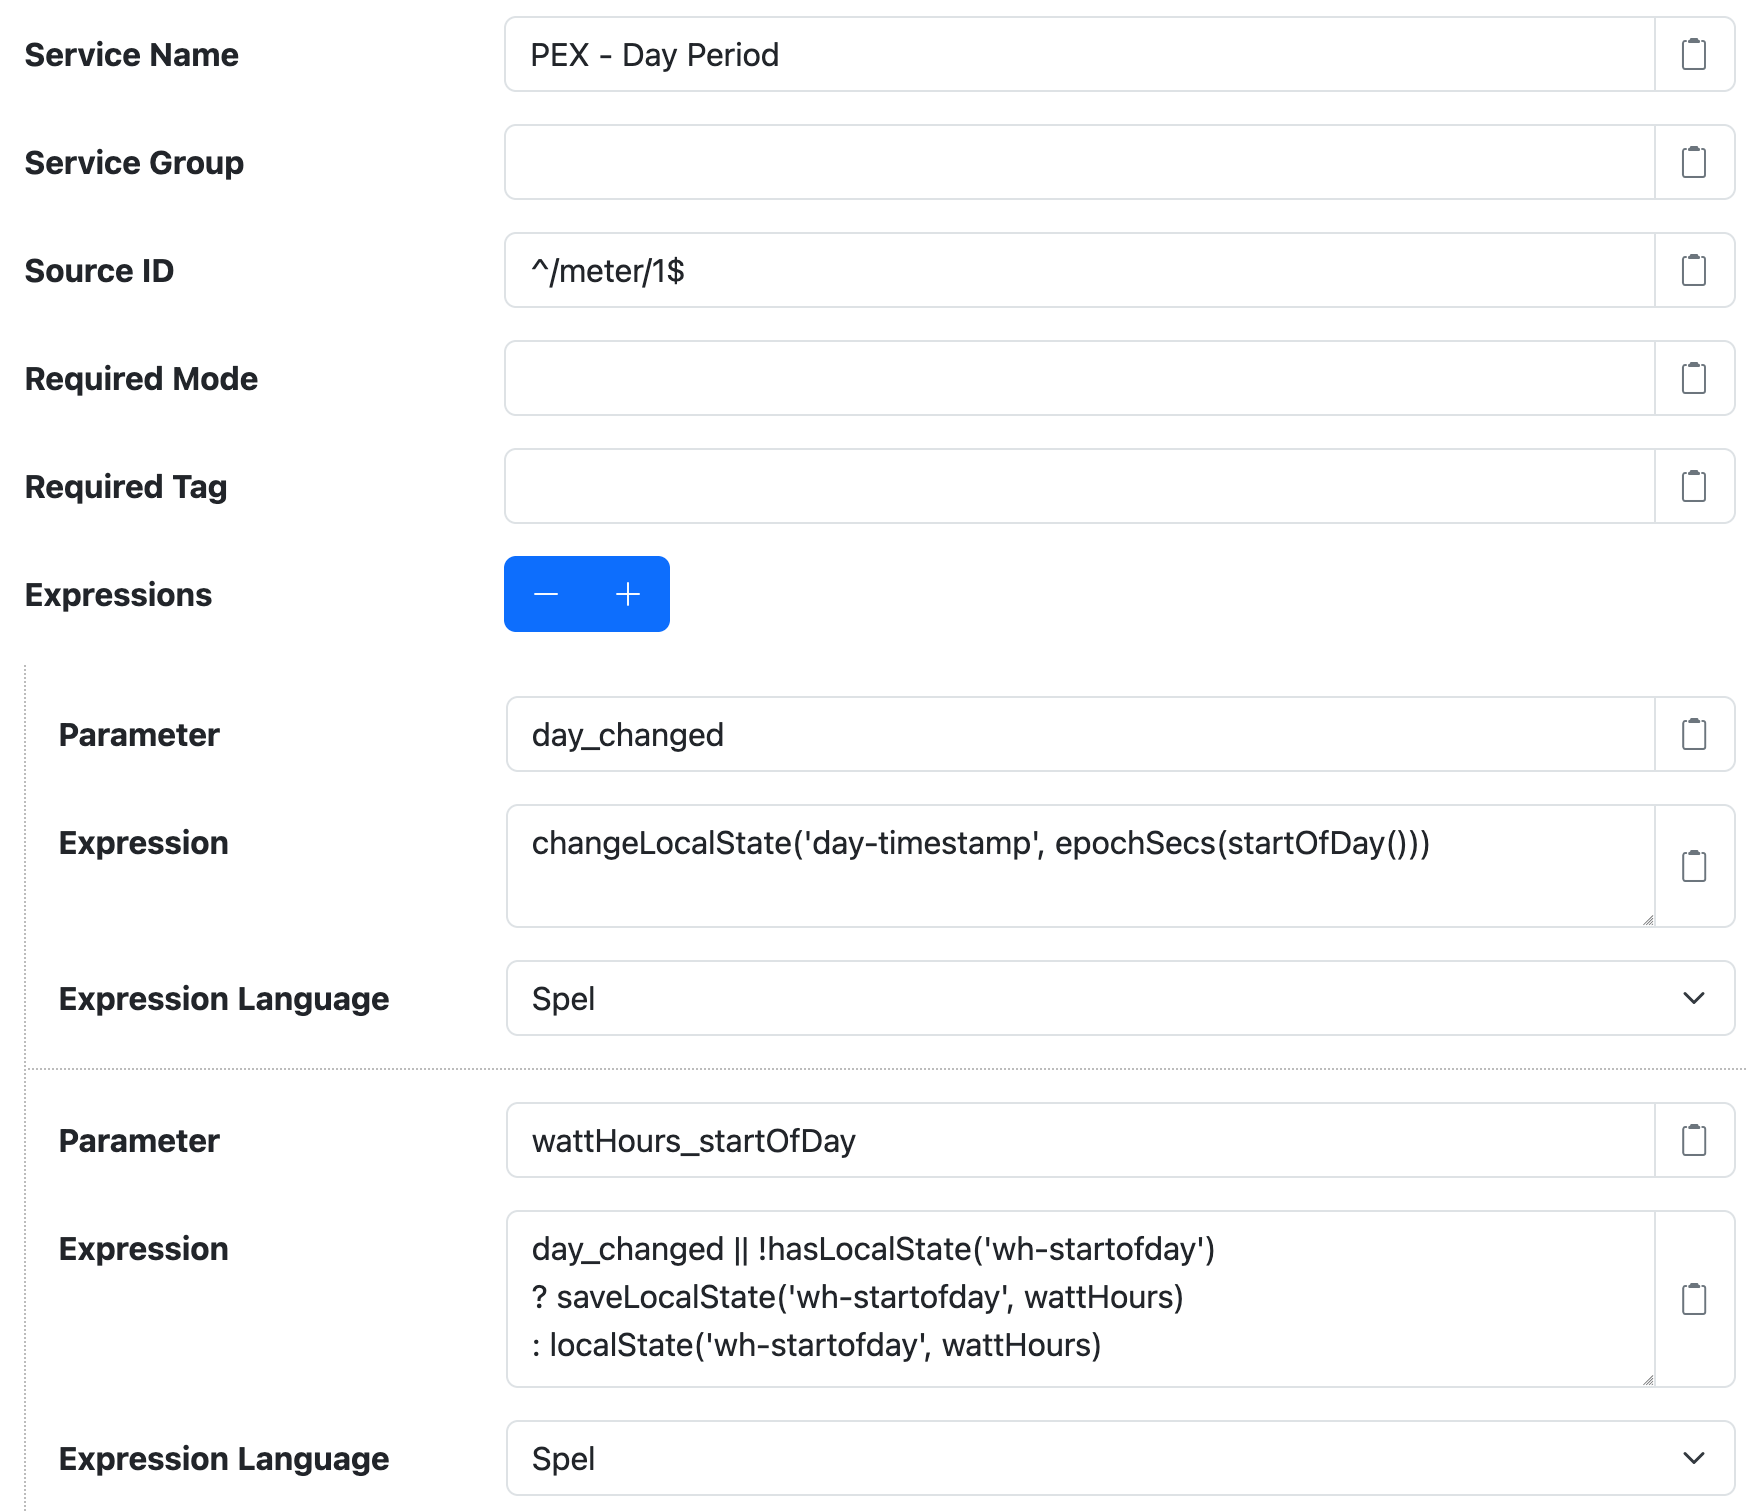 Service Name
PEX - Day Period
Service Group
Source ID
^/meter/1$
Required Mode
Required Tag
Expressions
Parameter
day_changed
Expression
changeLocalState('day-timestamp', epochSecs(startOfDay()))
Expression Language
Spel
Parameter
wattHours_startOfDay
Expression
day_changed || !hasLocalState('wh-startofday')
? saveLocalState('wh-startofday', wattHours)
: localState('wh-startofday', wattHours)
Expression Language
Spel